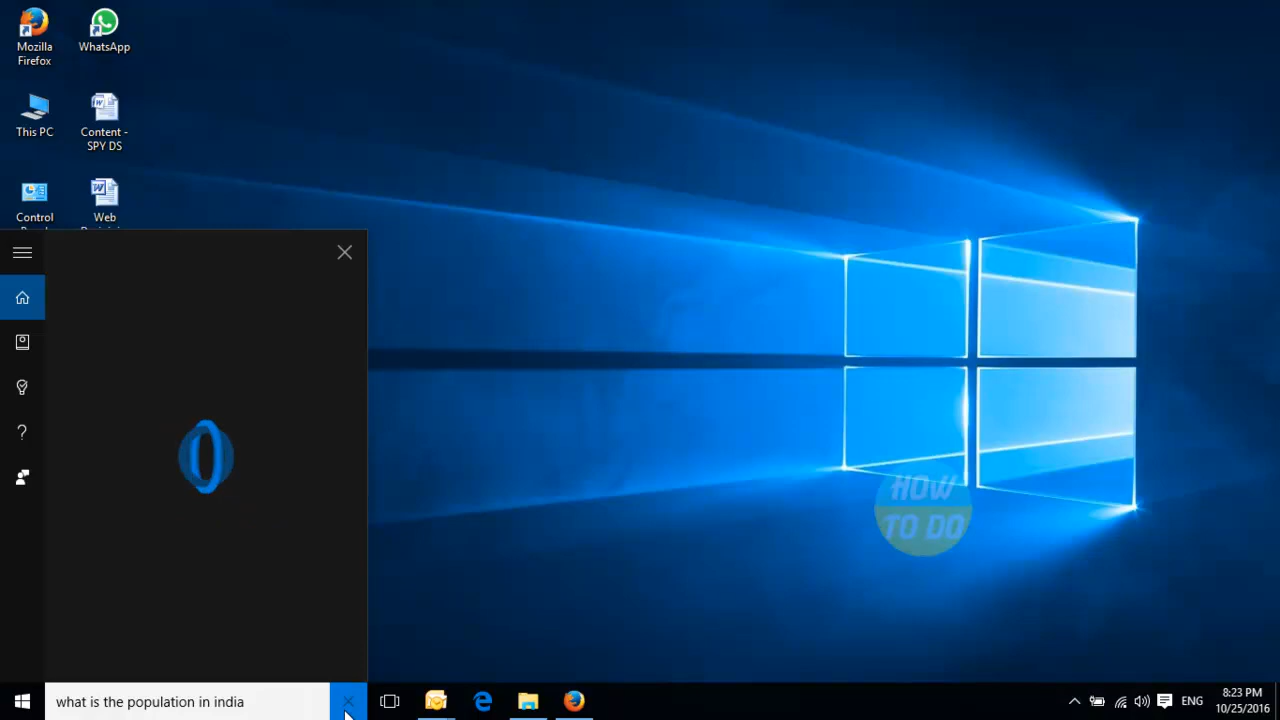 Mozilla
Firefox
WhatsApp
This PC
Content -
SPY DS
Control
Web
HOW
TO DO
what is the population in india
ENG
8:23 PM
10/25/2016